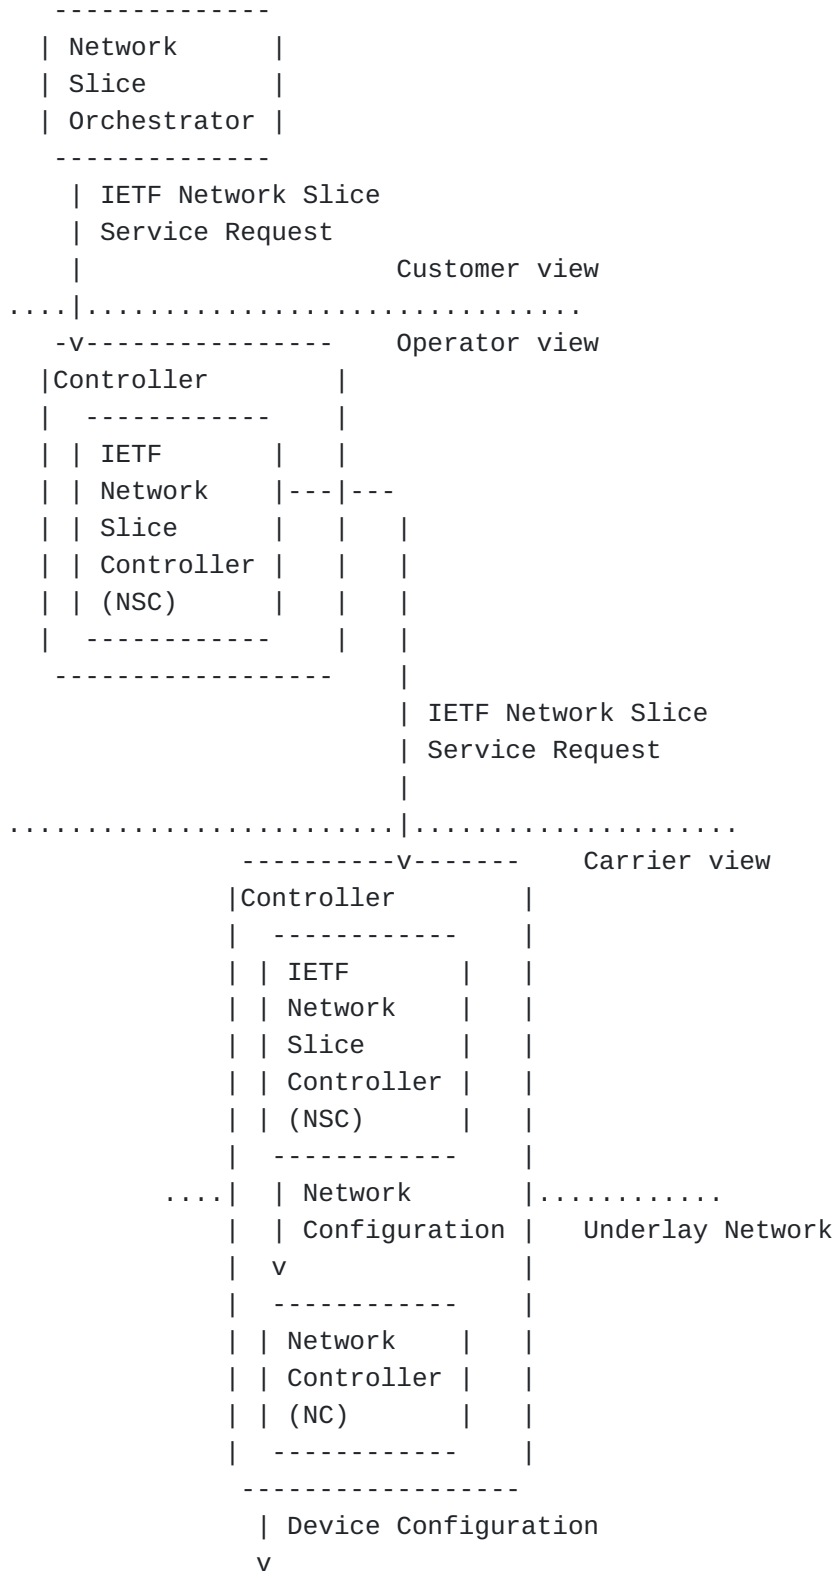 Network
Slice
Orchestrator
IETF Network Slice
Service Request
Customer view
Operator view
Controller
IETF
Network
Slice
Controller
(NSC)
IETF Network Slice
Service Request
Carrier view
Controller
IETF
Network
Slice
Controller
(NSC)
Network
Configuration
Underlay Network
Network
Controller
(NC)
Device Configuration